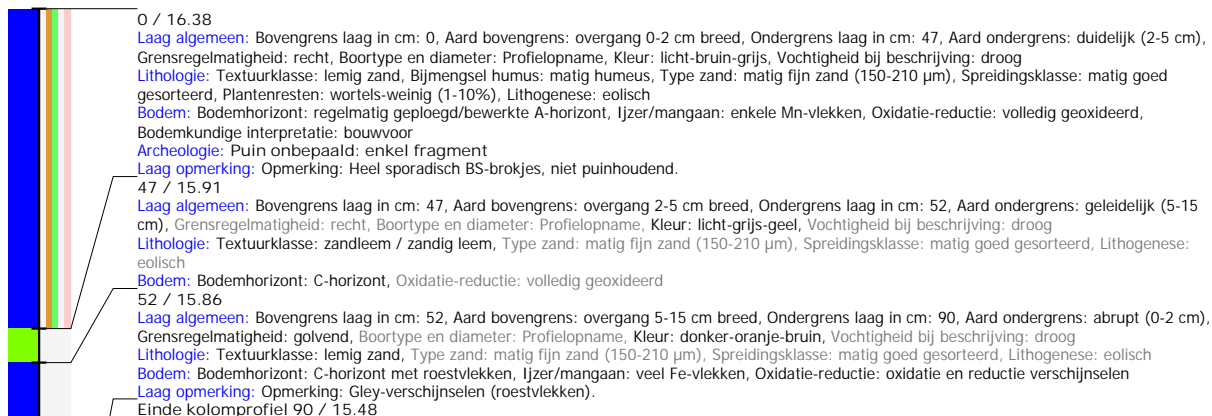 0 / 16.38
Laag algemeen: Bovengrens laag in cm: 0, Aard bovengrens: overgang 0-2 cm breed, Ondergrens laag in cm: 47, Aard ondergrens: duidelijk (2-5 cm),
Grensregelmatigheid: recht, Boortype en diameter: Profielopname, Kleur: licht-bruin-grijs, Vochtigheid bij beschrijving: droog
Lithologie: Textuurklasse: lemig zand, Bijmengsel humus: matig humeus, Type zand: matig fijn zand (150-210 µm), Spreidingsklasse: matig goed
gesorteerd, Plantenresten: wortels-weinig (1-10%), Lithogenese: eolisch
Bodem: Bodemhorizont: regelmatig geploegd/bewerkte A-horizont, Ijzer/mangaan: enkele Mn-vlekken, Oxidatie-reductie: volledig geoxideerd,
Bodemkundige interpretatie: bouwvoor
Archeologie: Puin onbepaald: enkel fragment
Laag opmerking: Opmerking: Heel sporadisch BS-brokjes, niet puinhoudend.
47 / 15.91
Laag algemeen: Bovengrens laag in cm: 47, Aard bovengrens: overgang 2-5 cm breed, Ondergrens laag in cm: 52, Aard ondergrens: geleidelijk (5-15
cm), Grensregelmatigheid: recht, Boortype en diameter: Profielopname, Kleur: licht-grijs-geel, Vochtigheid bij beschrijving: droog
Lithologie: Textuurklasse: zandleem / zandig leem, Type zand: matig fijn zand (150-210 µm), Spreidingsklasse: matig goed gesorteerd, Lithogenese:
eolisch
Bodem: Bodemhorizont: C-horizont, Oxidatie-reductie: volledig geoxideerd
52 / 15.86
Laag algemeen: Bovengrens laag in cm: 52, Aard bovengrens: overgang 5-15 cm breed, Ondergrens laag in cm: 90, Aard ondergrens: abrupt (0-2 cm),
Grensregelmatigheid: golvend, Boortype en diameter: Profielopname, Kleur: donker-oranje-bruin, Vochtigheid bij beschrijving: droog
Lithologie: Textuurklasse: lemig zand, Type zand: matig fijn zand (150-210 µm), Spreidingsklasse: matig goed gesorteerd, Lithogenese: eolisch
Bodem: Bodemhorizont: C-horizont met roestvlekken, Ijzer/mangaan: veel Fe-vlekken, Oxidatie-reductie: oxidatie en reductie verschijnselen
Laag opmerking: Opmerking: Gley-verschijnselen (roestvlekken).
Einde kolomprofiel 90 / 15.48